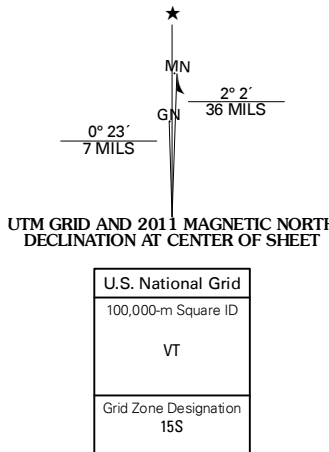 ★
MN
GN
2° 2´
36 MILS
0° 23´
7 MILS
UTM GRID AND 2011 MAGNETIC NORTH
DECLINATION AT CENTER OF SHEET
U.S. National Grid
100,000-m Square ID
VT
Grid Zone Designation
15S